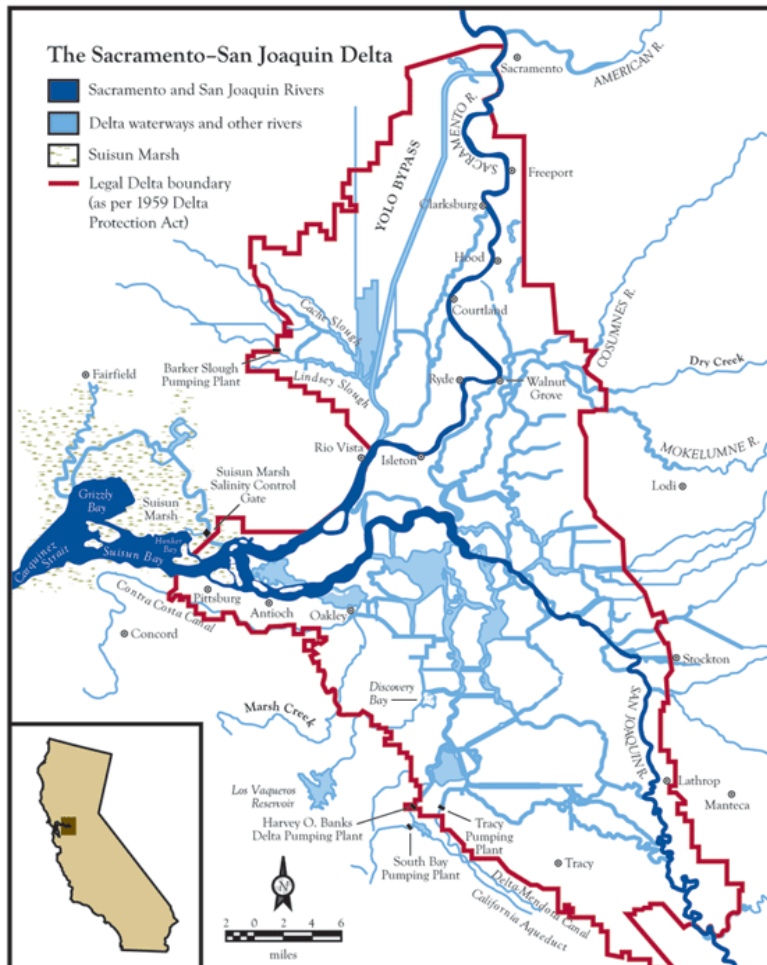 The Sacramento–San Joaquin Delta
Sacramento and San Joaquin Rivers
Delta waterways and other rivers
Suisun Marsh
Legal Delta boundary
(as per 1959 Delta
Protection Act)
Sacramento
AMERICAN R.
SACRAMENTO R.
YOLO BYPASS
Freeport
Clarksburg
Hood
Courtland
Cache Slough
COSUMNES R.
Barker Slough
Pumping Plant
Lindsey Slough
Dry Creek
Fairfield
Ryde
Walnut
Grove
MOKELUMNE R.
Rio Vista
Isleton
Lodi
Suisun Marsh
Salinity Control
Gate
Grizzly
Bay
Suisun
Marsh
Honker
Bay
Suisun Bay
Carquinez
Strait
Pittsburg
Antioch
Oakley
Contra Costa Canal
Concord
Stockton
Discovery
Bay
Marsh Creek
SAN JOAQUIN R.
Los Vaqueros
Reservoir
Lathrop
Manteca
Harvey O. Banks
Delta Pumping Plant
Tracy
Pumping
Plant
South Bay
Pumping Plant
Tracy
Delta Mendota Canal
California Aqueduct
N
2 0 2 4 6
miles